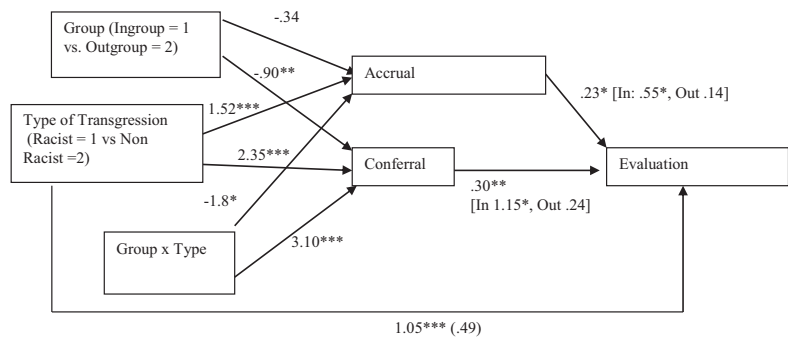 Group (Ingroup = 1
vs. Outgroup = 2)
-.34
-.90**
Accrual
.23* [In: .55*, Out .14]
Type of Transgression
(Racist = 1 vs Non
Racist =2)
1.52***
2.35***
Conferral
.30**
[In 1.15*, Out .24]
Evaluation
-1.8*
Group x Type
3.10***
1.05*** (.49)